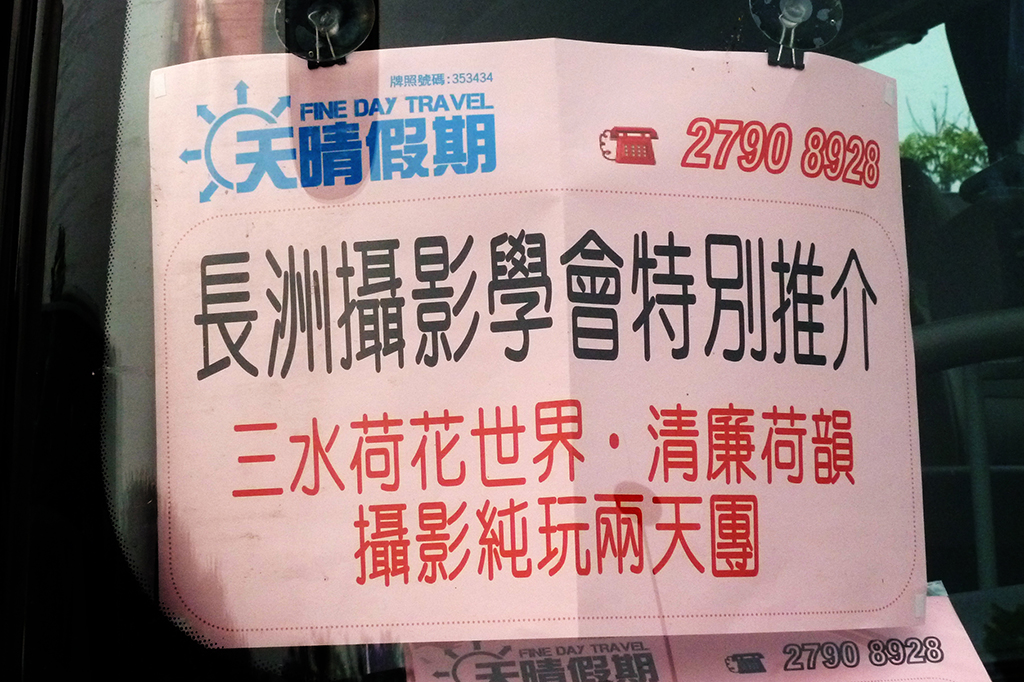 牌照號碼:353434
FINE DAY TRAVEL
天晴假期
2790 8928
長洲攝影學會特別推介
三水荷花世界·清廉荷韻
攝影純玩兩天團
FINE DAY TRAVEL
天晴假期
2790 8928